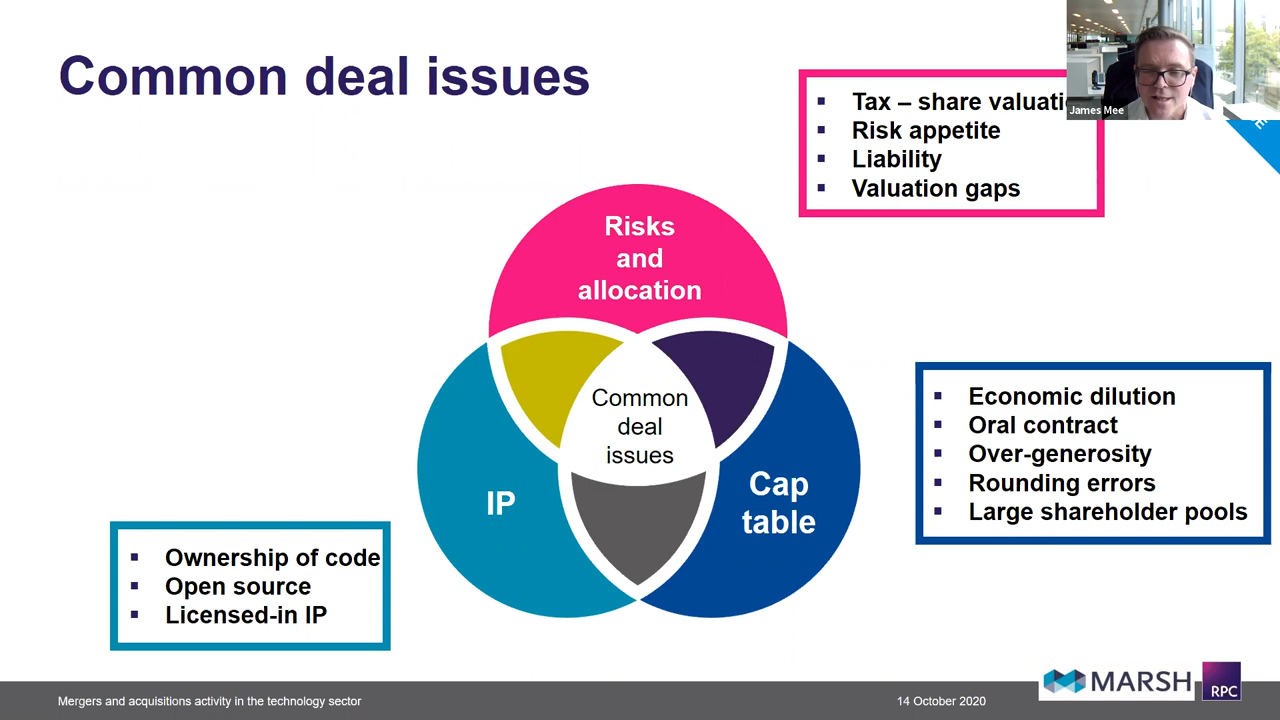 Common deal issues
Tax – share valuati
Risk appetite
Liability
Valuation gaps
James Mee
E
Risks
and
allocation
Common
deal
issues
IP
Cap
table
Economic dilution
Oral contract
Over-generosity
Rounding errors
Large shareholder pools
Ownership of code
Open source
Licensed-in IP
Mergers and acquisitions activity in the technology sector
14 October 2020
MARSH
RPC